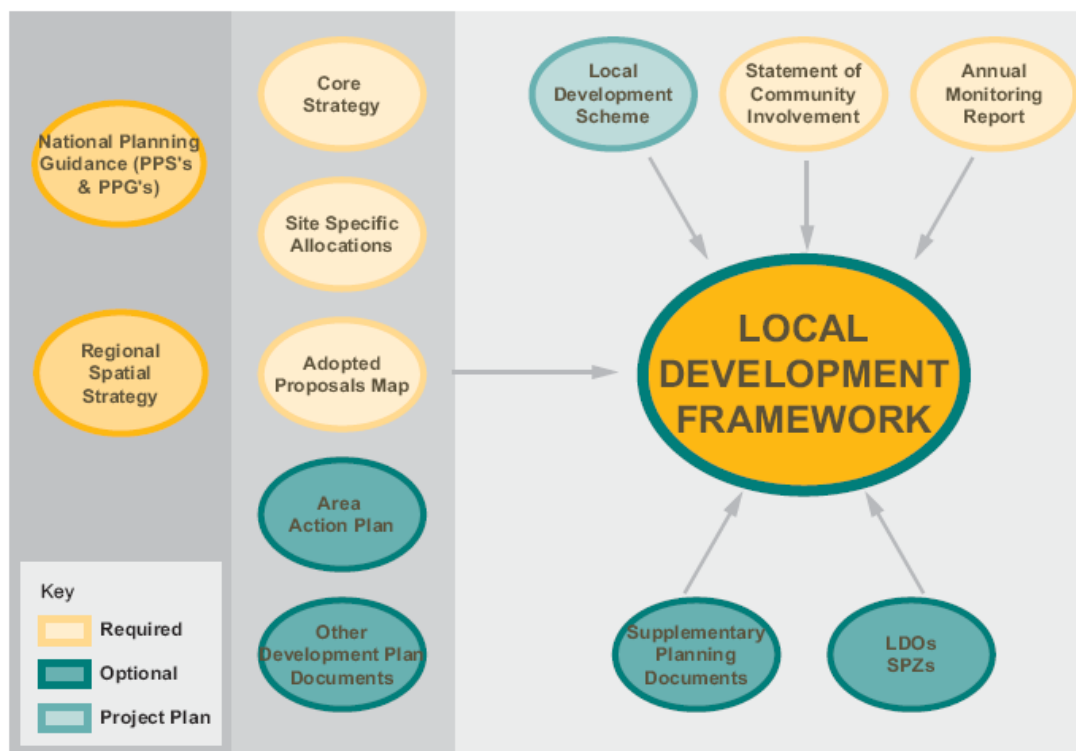 National Planning
Guidance (PPS's
& PPG's)
Regional
Spatial
Strategy
Core
Strategy
Site Specific
Allocations
Adopted
Proposals Map
Area
Action Plan
Other
Development Plan
Documents
Local
Development
Scheme
Statement of
Community
Involvement
Annual
Monitoring
Report
LOCAL
DEVELOPMENT
FRAMEWORK
Supplementary
Planning
Documents
LDOs
SPZs
Key
Required
Optional
Project Plan